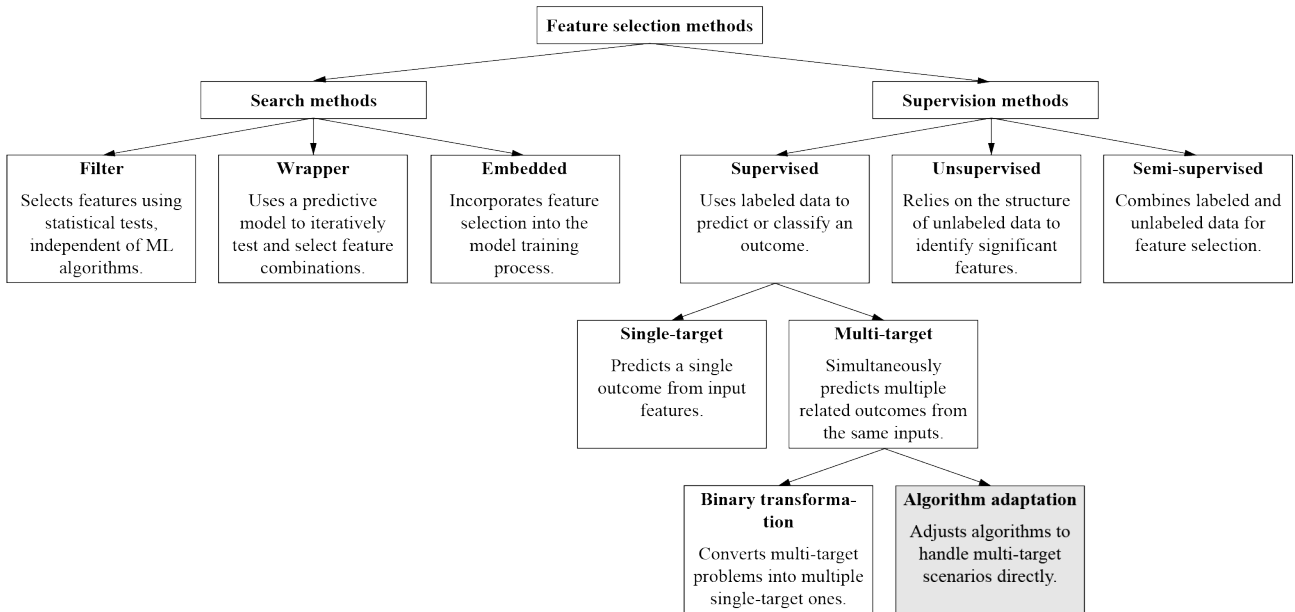 Feature selection methods
Search methods
Supervision methods
Filter
Selects features using
statistical tests,
independent of ML
algorithms.
Wrapper
Uses a predictive
model to iteratively
test and select feature
combinations.
Embedded
Incorporates feature
selection into the
model training
process.
Supervised
Uses labeled data to
predict or classify an
outcome.
Unsupervised
Relies on the structure
of unlabeled data to
identify significant
features.
Semi-supervised
Combines labeled and
unlabeled data for
feature selection.
Single-target
Predicts a single
outcome from input
features.
Multi-target
Simultaneously
predicts multiple
related outcomes from
the same inputs.
Binary transforma-
tion
Converts multi-target
problems into multiple
single-target ones.
Algorithm adaptation
Adjusts algorithms to
handle multi-target
scenarios directly.